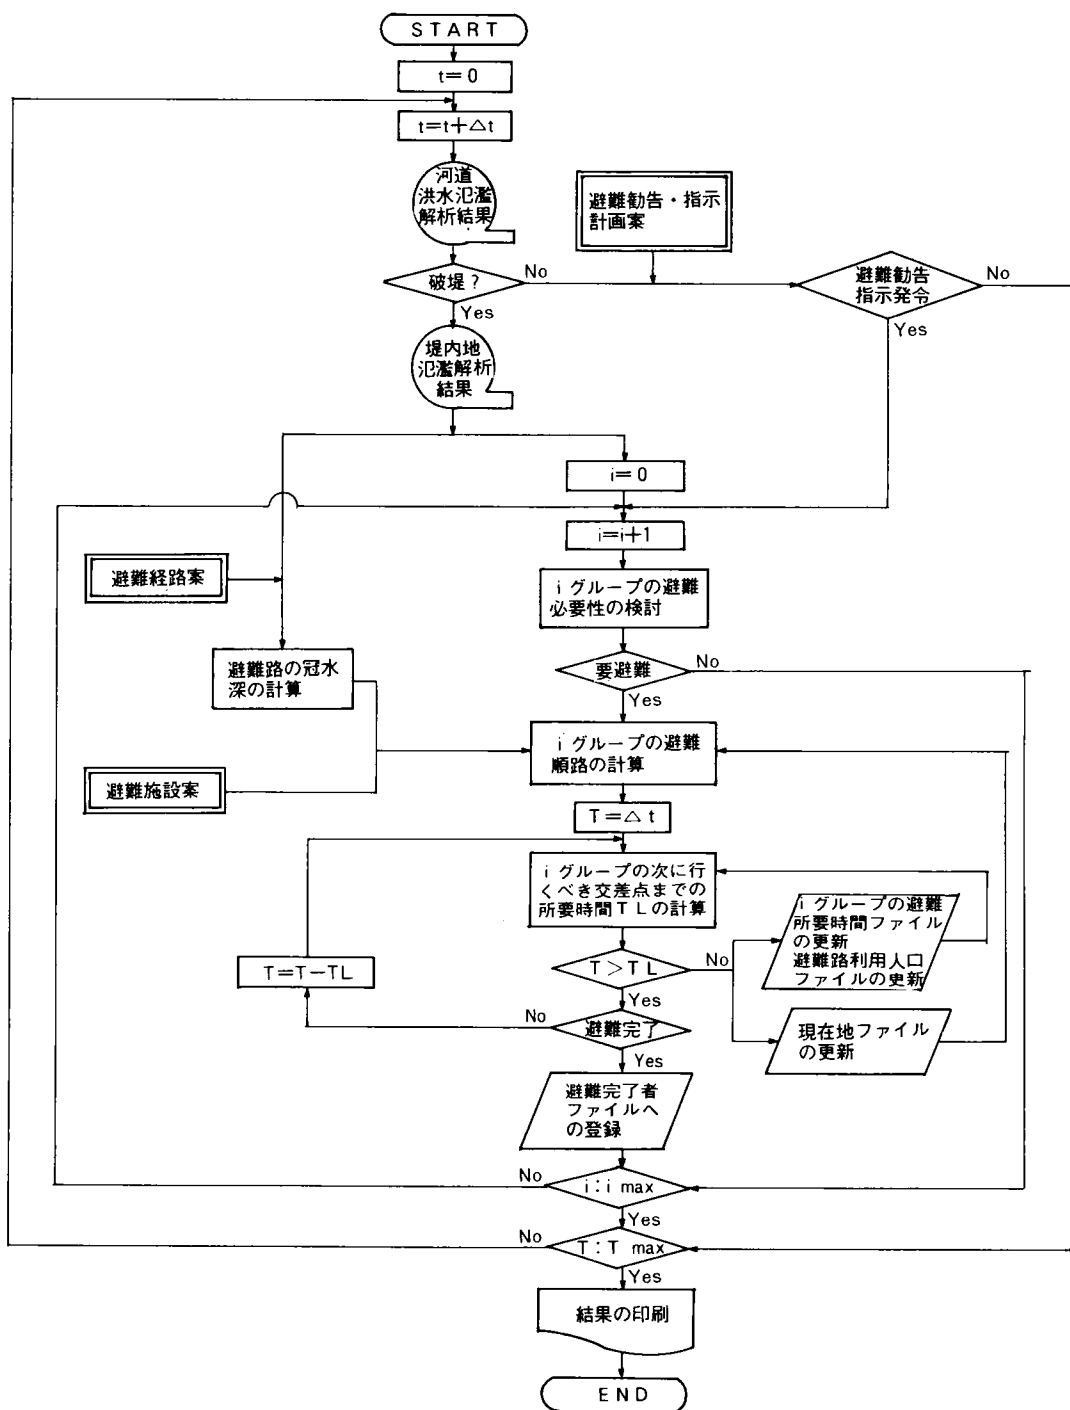 START
t=0
t=t+△t
河道
洪水氾濫
解析結果
避難勧告・指示
計画案
破堤?
No
Yes
避難勧告
指示発令
No
Yes
堤内地
氾濫解析
結果
i=0
i=i+1
避難経路案
iグループの避難
必要性の検討
避難路の冠水
深の計算
要避難
No
Yes
iグループの避難
順路の計算
避難施設案
T=△t
iグループの次に行
くべき交差点までの
所要時間TLの計算
iグループの避難
所要時間ファイル
の更新
避難路利用人口
ファイルの更新
T=T-TL
T>TL
No
Yes
避難完了
No
Yes
現在地ファイル
の更新
避難完了者
ファイルへ
の登録
i:i max
No
Yes
T:T max
No
Yes
結果の印刷
END